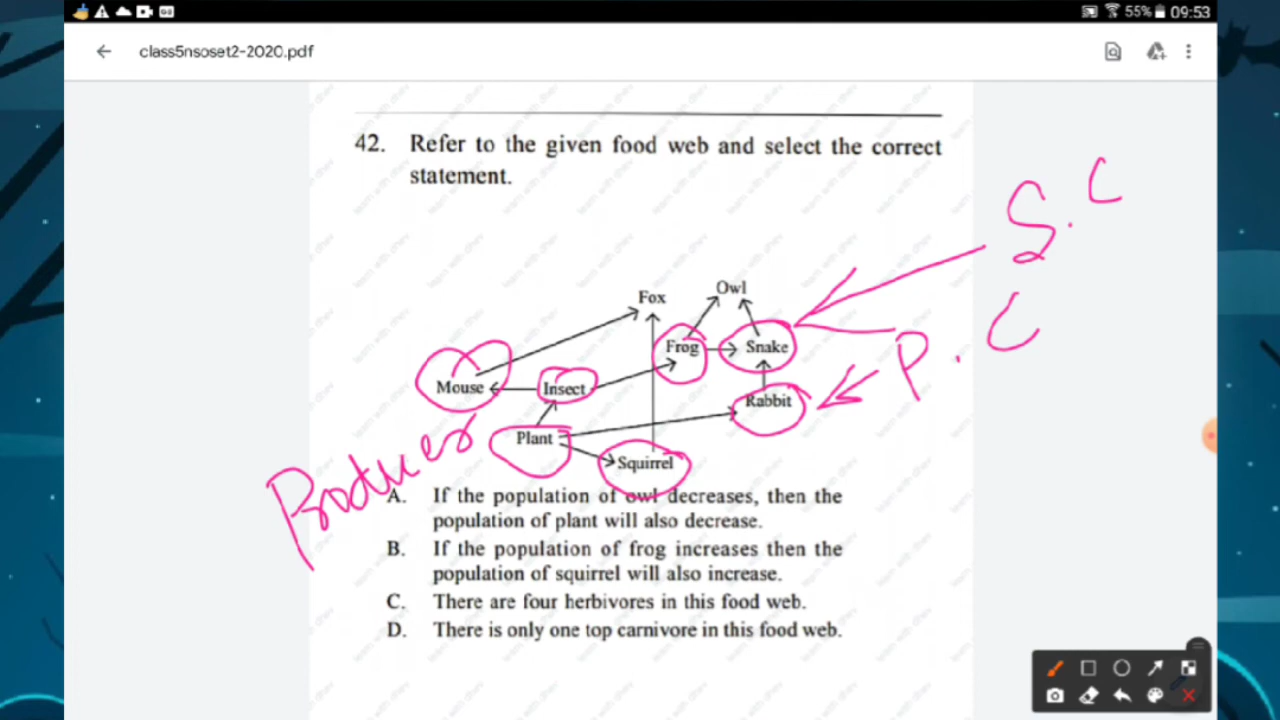 55% 09:53
class5nsoset2-2020.pdf
42. Refer to the given food web and select the correct
statement.
S.C
Fox
Owl
P.C
Frog
Snake
Mouse
Insect
Rabbit
Plant
Squirrel
Producer
A. If the population of owl decreases, then the
population of plant will also decrease.
B. If the population of frog increases then the
population of squirrel will also increase.
C. There are four herbivores in this food web.
D. There is only one top carnivore in this food web.
learn with dhev